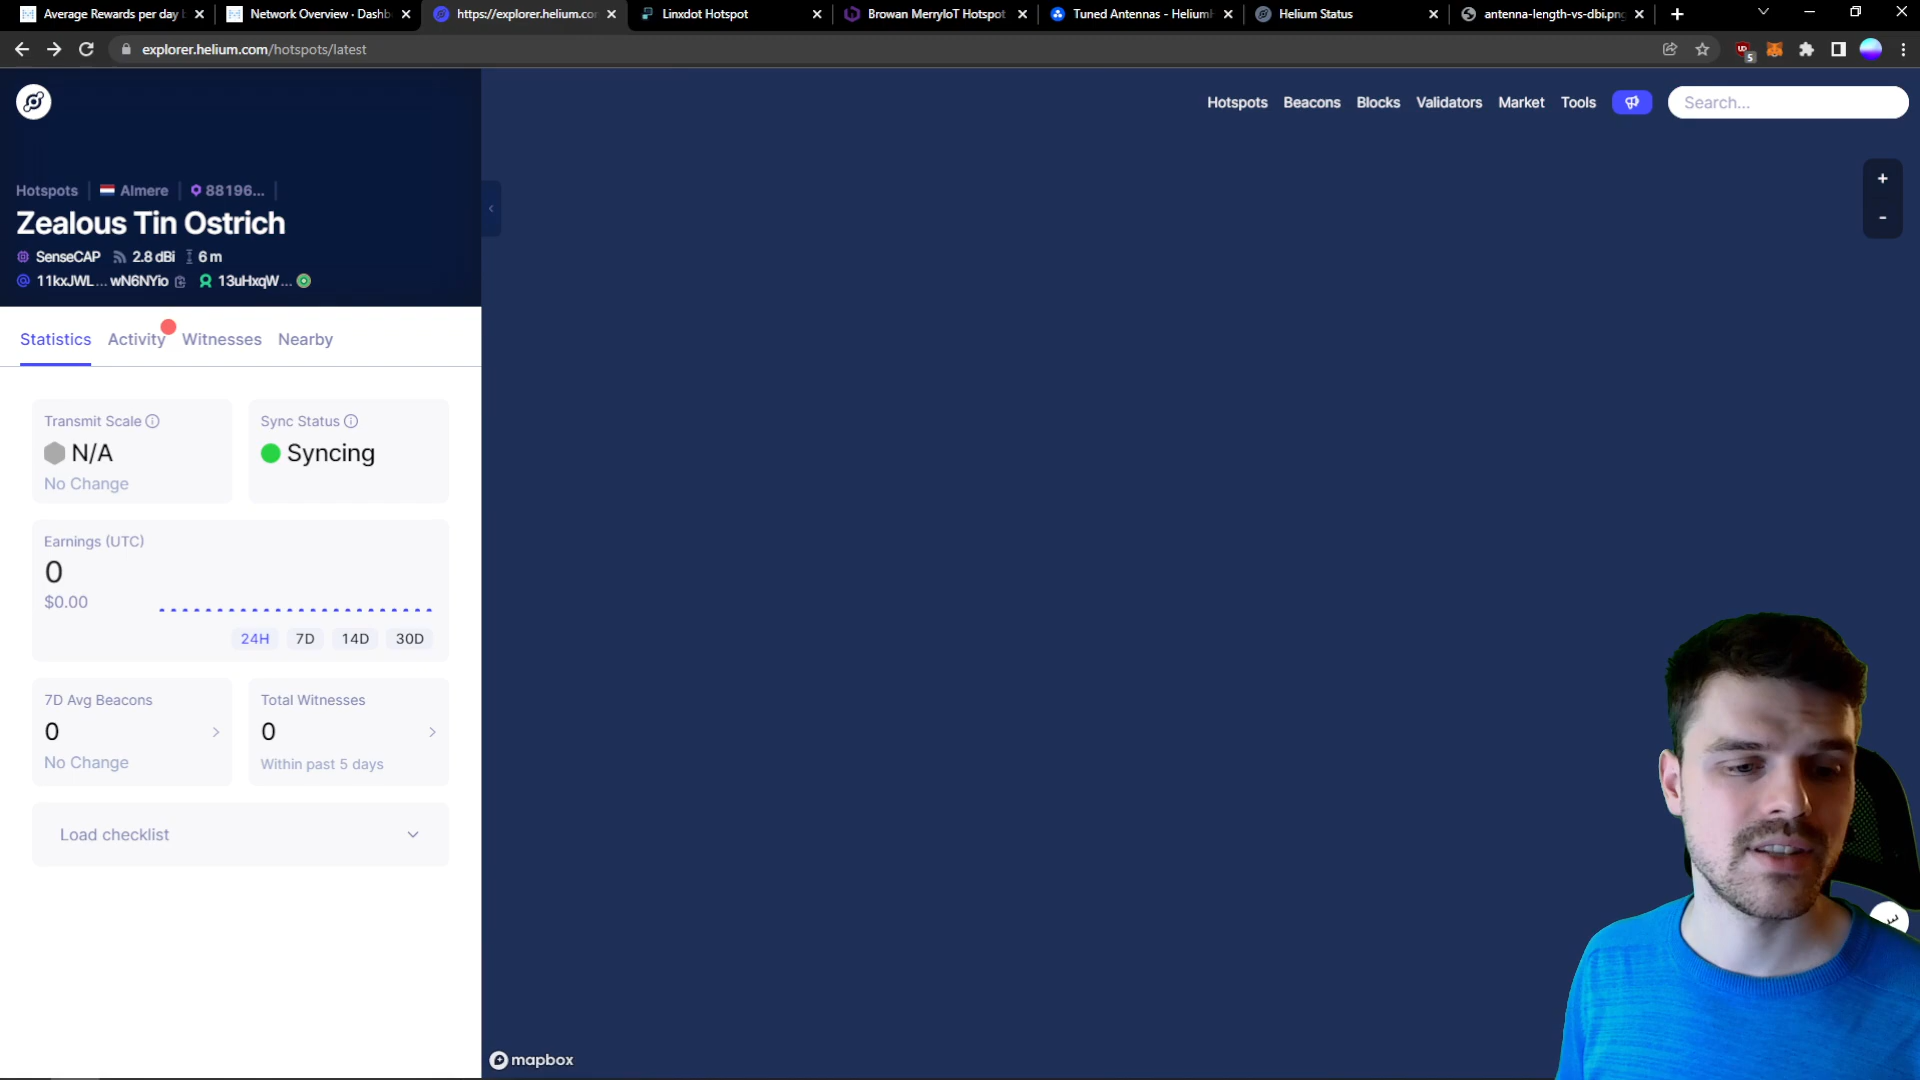 Average Rewards per day b
Network Overview · Dashb
https://explorer.helium.co
Linxdot Hotspot
Browan MerryIoT Hotspot
Tuned Antennas - Helium
Helium Status
antenna-length-vs-dbi.png
explorer.helium.com/hotspots/latest
5
Hotspots
Beacons
Blocks
Validators
Market
Tools
Search...
+
-
Hotspots
Almere
88196...
Zealous Tin Ostrich
SenseCAP
2.8 dBi
6 m
11kxJWL... wN6NYio
13uHxqW...
Statistics
Activity
Witnesses
Nearby
Transmit Scale
N/A
No Change
Sync Status
Syncing
Earnings (UTC)
0
$0.00
24H
7D
14D
30D
7D Avg Beacons
0
No Change
Total Witnesses
0
Within past 5 days
Load checklist
mapbox